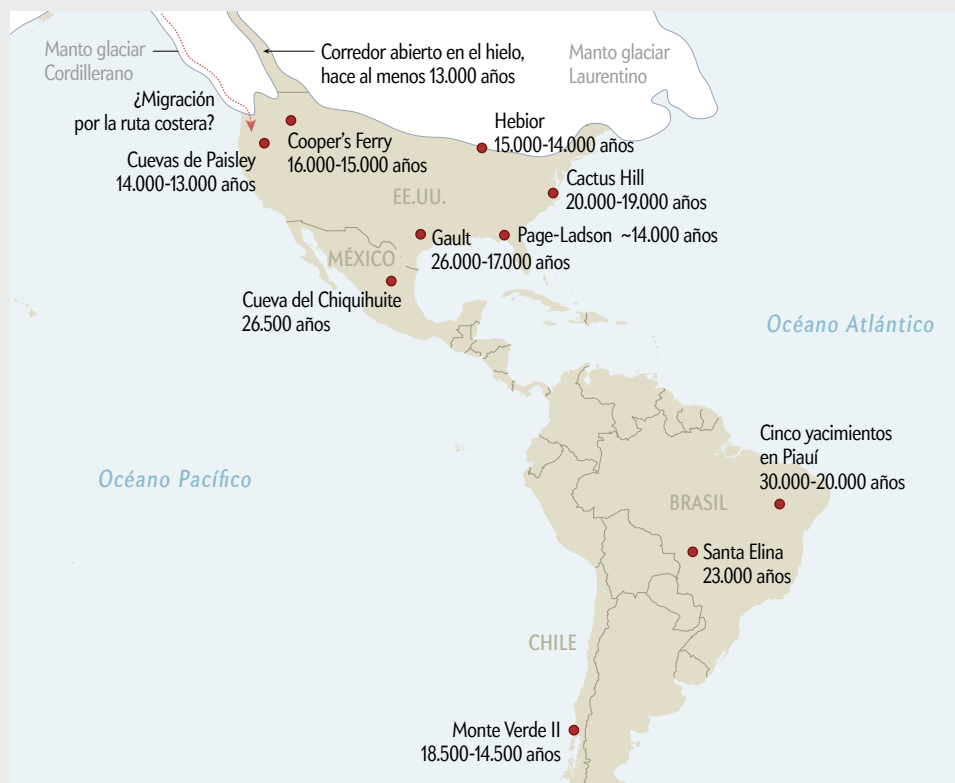 Manto glaciar
Cordillerano
Corredor abierto en el hielo,
hace al menos 13.000 años
Manto glaciar
Laurentino
¿Migración
por la ruta costera?
Cooper's Ferry
16.000-15.000 años
Hebior
15.000-14.000 años
Cuevas de Paisley
14.000-13.000 años
Cactus Hill
20.000-19.000 años
EE.UU.
Page-Ladson ~14.000 años
Gault
26.000-17.000 años
MÉXICO
Cueva del Chiquihuite
26.500 años
Océano Atlántico
Océano Pacífico
Cinco yacimientos
en Piauí
30.000-20.000 años
BRASIL
Santa Elina
23.000 años
CHILE
Monte Verde II
18.500-14.500 años